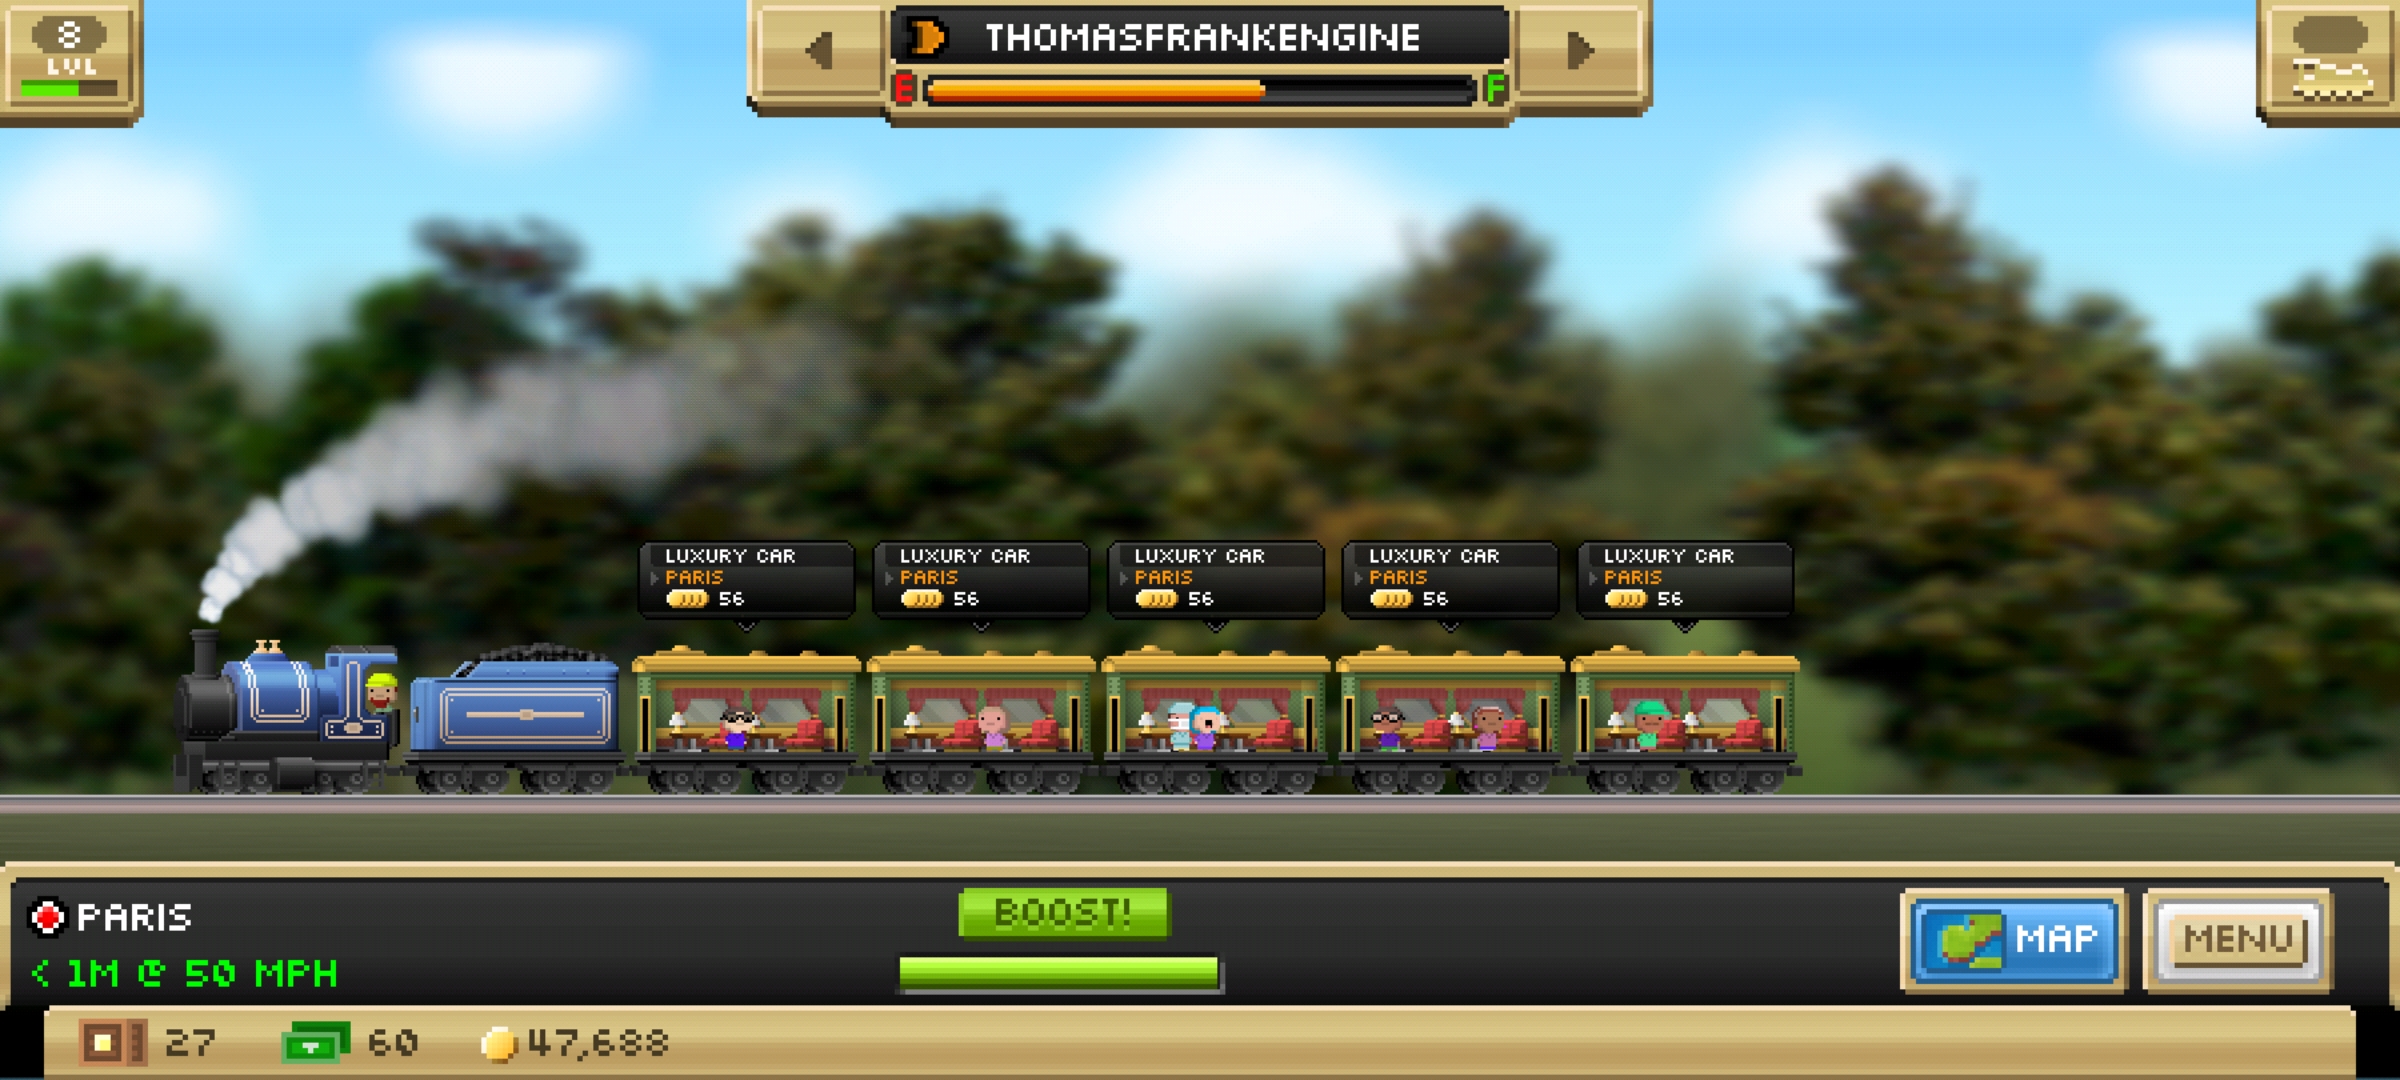 8
LVL
THOMASFRANKENGINE
E F
LUXURY CAR
PARIS
56
LUXURY CAR
PARIS
56
LUXURY CAR
PARIS
56
LUXURY CAR
PARIS
56
LUXURY CAR
PARIS
56
PARIS
< 1M @ 50 MPH
BOOST!
MAP
MENU
27
60
47,688